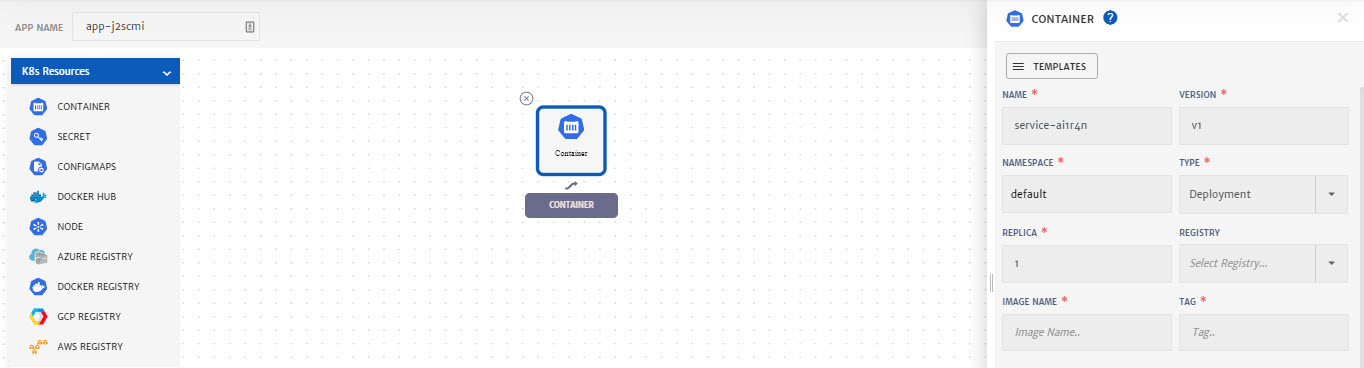 APP NAME
app-j2scmi
K8s Resources
CONTAINER
SECRET
CONFIGMAPS
DOCKER HUB
NODE
AZURE REGISTRY
DOCKER REGISTRY
GCP REGISTRY
AWS REGISTRY
Container
CONTAINER
CONTAINER ?
TEMPLATES
NAME * VERSION *
service-ai1r4n v1
NAMESPACE * TYPE *
default Deployment
REPLICA * REGISTRY
1 Select Registry...
IMAGE NAME * TAG *
Image Name.. Tag..